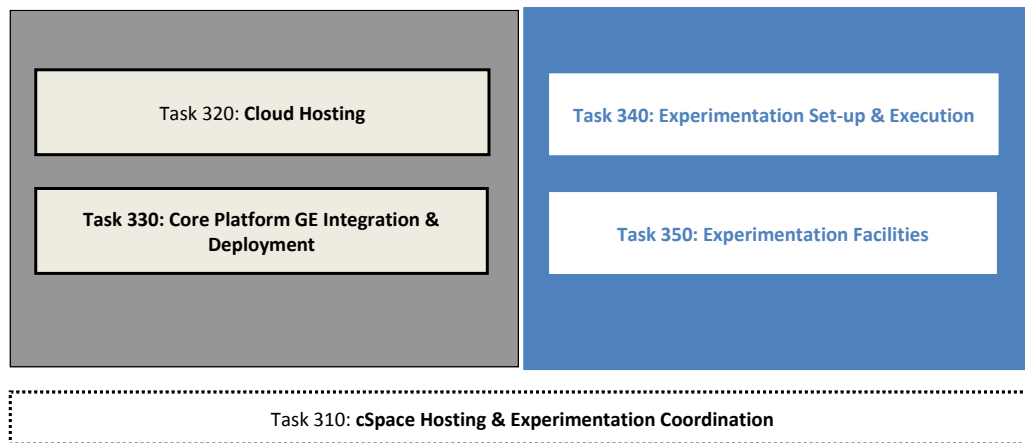 Task 320: Cloud Hosting
Task 330: Core Platform GE Integration &
Deployment
Task 340: Experimentation Set-up & Execution
Task 350: Experimentation Facilities
Task 310: cSpace Hosting & Experimentation Coordination